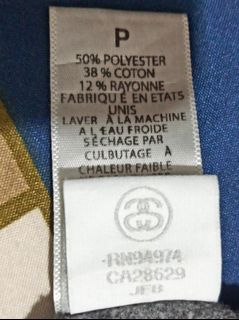 P
50% POLYESTER
38% COTON
12% RAYONNE
FABRIQUÉ EN ETATS
UNIS
LAVER À LA MACHINE
A L'EAU FROIDE
SÉCHAGE PAR
CULBUTAGE À
CHALEUR FAIBLE
RN94974
CA28629
JEB